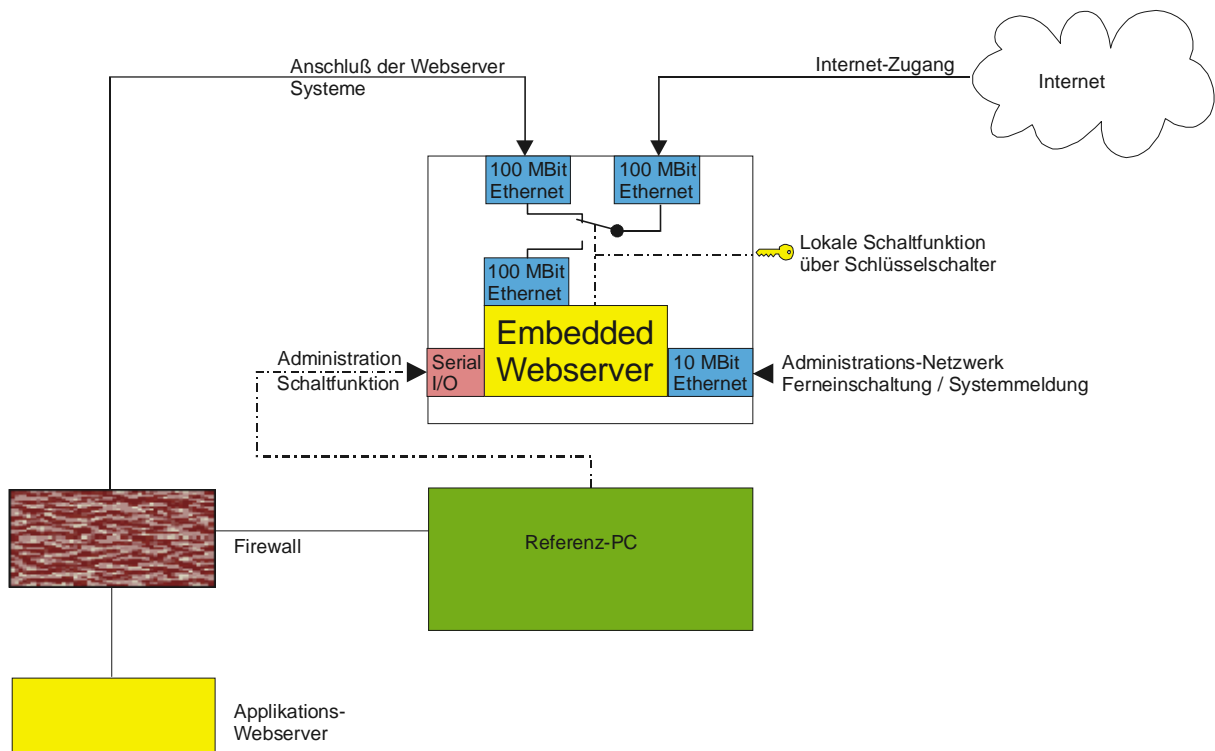 Anschluß der Webserver
Systeme
Internet-Zugang
Internet
100 MBit
Ethernet
100 MBit
Ethernet
Lokale Schaltfunktion
über Schlüsselschalter
100 MBit
Ethernet
Embedded
Webserver
Administration
Schaltfunktion
Serial
I/O
10 MBit
Ethernet
Administrations-Netzwerk
Ferneinschaltung / Systemmeldung
Firewall
Referenz-PC
Applikations-
Webserver